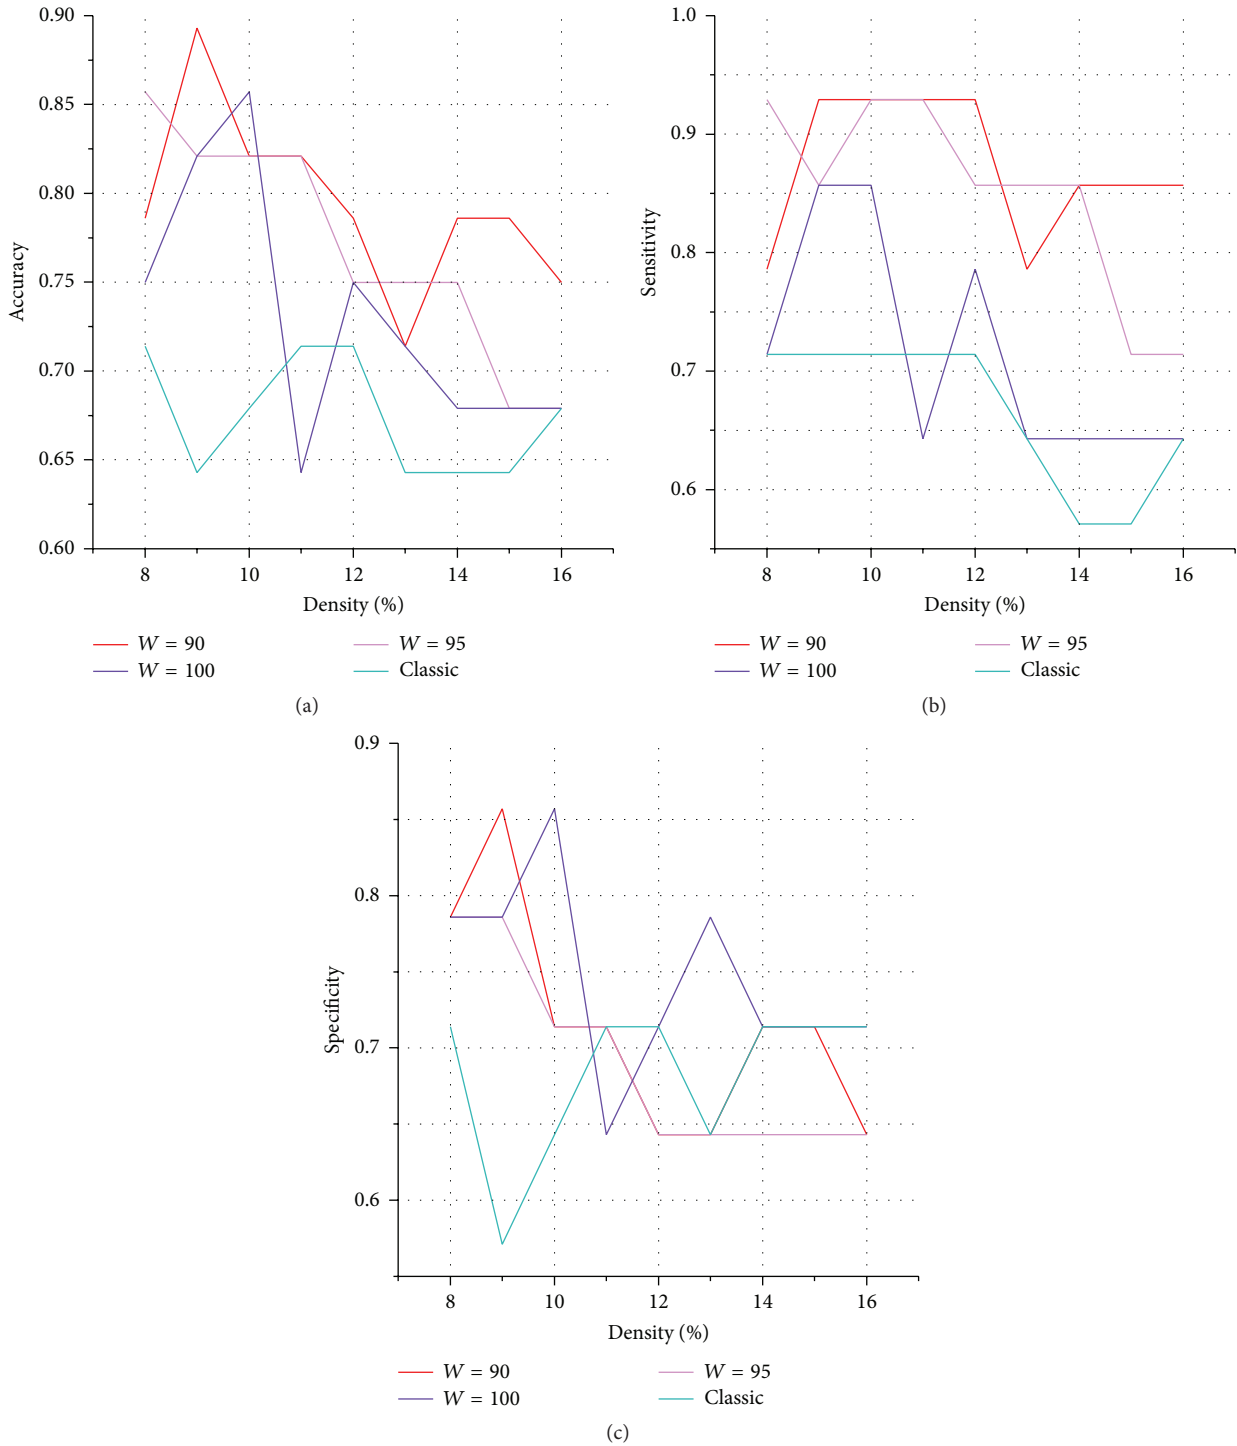 0.90
0.85
0.80
0.75
0.70
0.65
0.60
Accuracy
8 10 12 14 16
Density (%)
W = 90 W = 95
W = 100 Classic
(a)
1.0
0.9
0.8
0.7
0.6
Sensitivity
8 10 12 14 16
Density (%)
W = 90 W = 95
W = 100 Classic
(b)
0.9
0.8
0.7
0.6
Specificity
8 10 12 14 16
Density (%)
W = 90 W = 95
W = 100 Classic
(c)